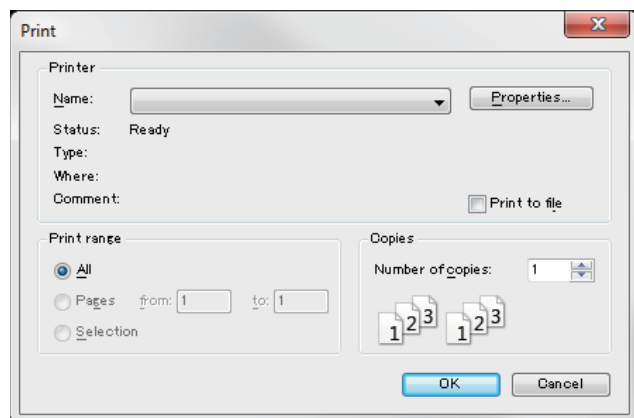 Print
Printer
Name:
Properties...
Status: Ready
Type:
Where:
Comment:
Print to file
Print range
All
Pages from: 1 to: 1
Selection
Copies
Number of copies: 1
1 2 3 1 2 3
OK Cancel